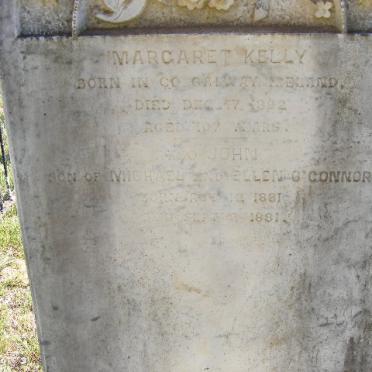 MARGARET KELLY
BORN IN CO. GALWAY IRELAND,
DIED DEC. 17, 1892
AGED 107 YEARS.
JOHN
SON OF MICHAEL ELLEN O'CONNOR
1881
1881.